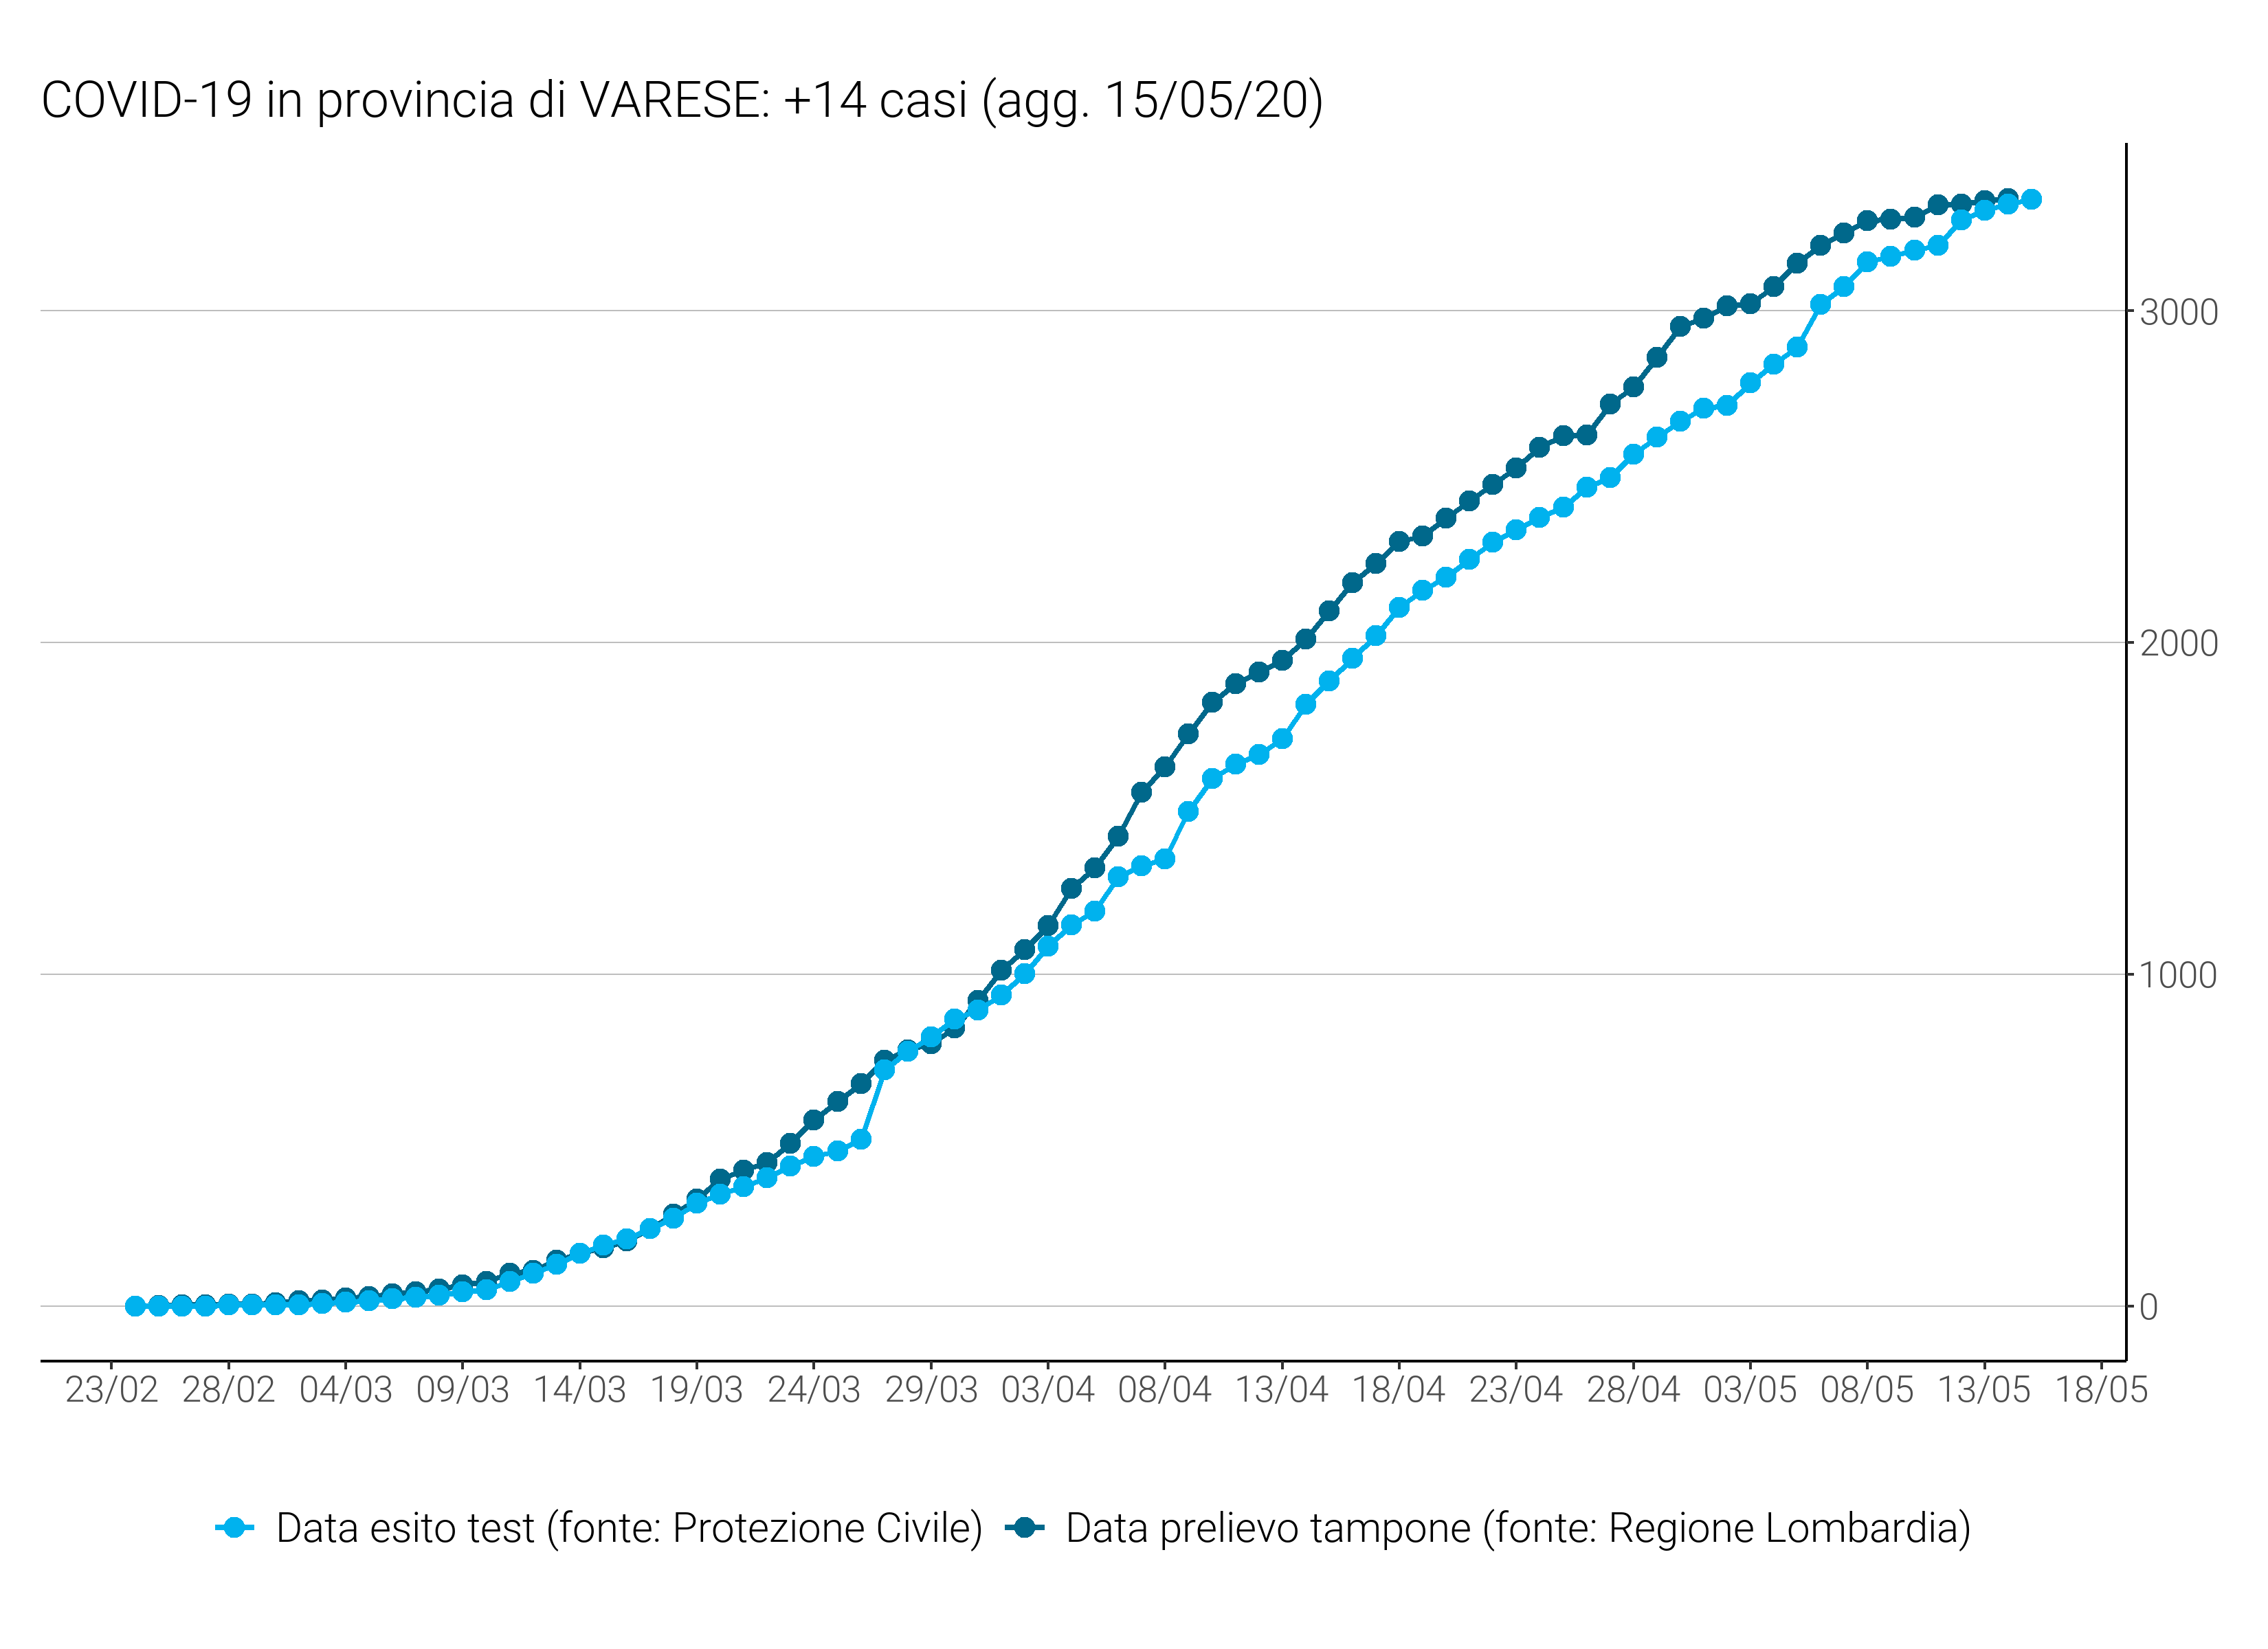 COVID-19 in provincia di VARESE: +14 casi (agg. 15/05/20)
3000
2000
1000
0
23/02 28/02 04/03 09/03 14/03 19/03 24/03 29/03 03/04 08/04 13/04 18/04 23/04 28/04 03/05 08/05 13/05 18/05
Data esito test (fonte: Protezione Civile) Data prelievo tampone (fonte: Regione Lombardia)